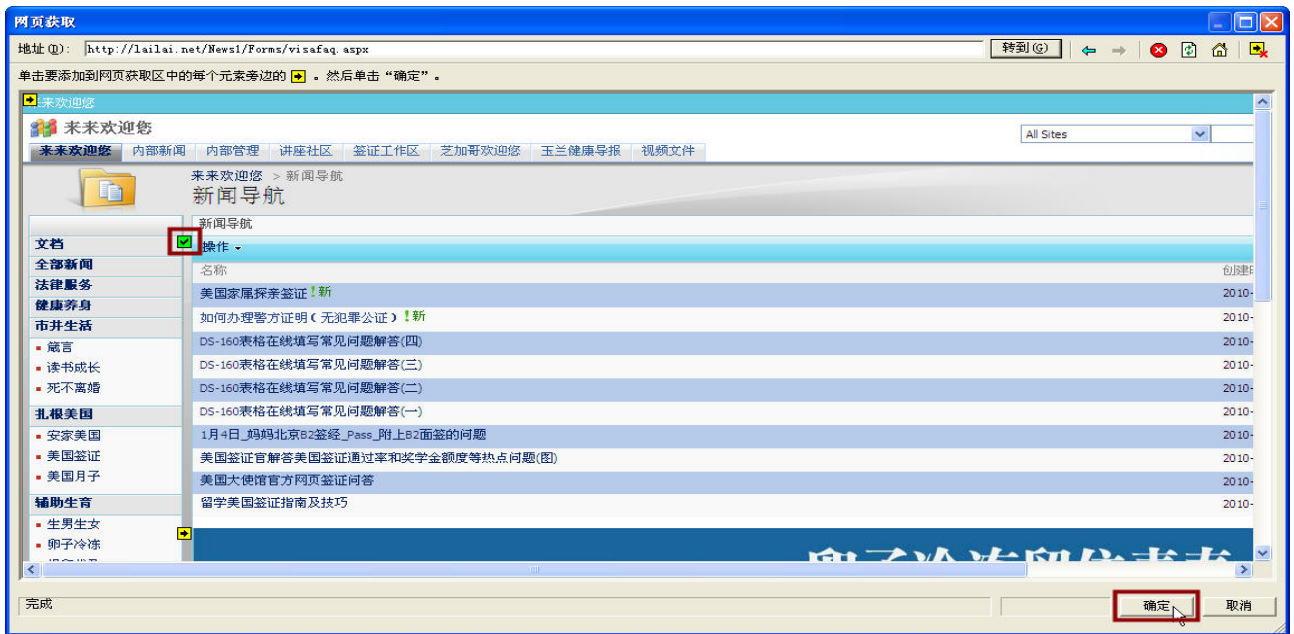 网页获取
地址(D): http://lailai.net/News1/Forms/visafaq.aspx 转到(G)
单击要添加到网页获取区中的每个元素旁边的 。然后单击“确定”。
来欢迎您
来来欢迎您
All Sites
来来欢迎您 内部新闻 内部管理 讲座社区 签证工作区 芝加哥欢迎您 玉兰健康导报 视频文件
来来欢迎您 > 新闻导航
新闻导航
新闻导航
文档
操作
全部新闻
名称
法律服务
美国家属探亲签证!新 2010-
健康养身
如何办理警方证明(无犯罪公证)!新 2010-
市井生活
DS-160表格在线填写常见问题解答(四) 2010-
箴言
DS-160表格在线填写常见问题解答(三) 2010-
读书成长
死不离婚
DS-160表格在线填写常见问题解答(二) 2010-
扎根美国
DS-160表格在线填写常见问题解答(一) 2010-
安家美国
1月4日_妈妈北京B2签经_Pass_附上B2面签的问题 2010-
美国签证
美国签证官解答美国签证通过率和奖学金额度等热点问题(图) 2010-
美国月子
美国大使馆官方网页签证问答 2010-
辅助生育
留学美国签证指南及技巧 2010-
生男生女
卵子冷冻
完成 确定 取消